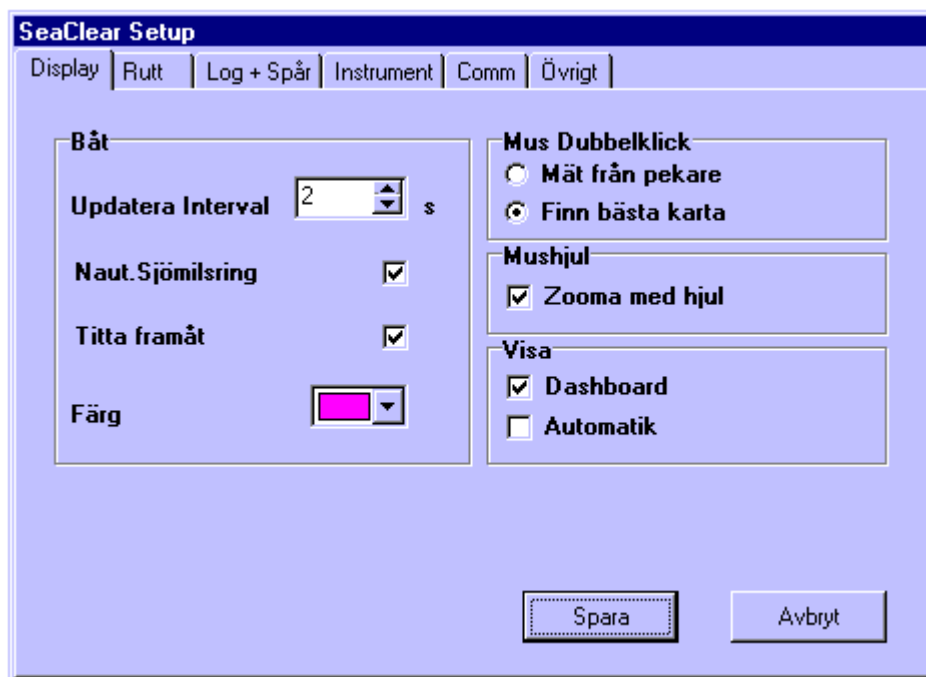 SeaClear Setup
Display Rutt Log + Spår Instrument Comm Övrigt
Båt
Updatera Interval 2 s
Naut.Sjömilsring
Titta framåt
Färg
Mus Dubbelklick
Mät från pekare
Finn bästa karta
Mushjul
Zooma med hjul
Visa
Dashboard
Automatik
Spara Avbryt